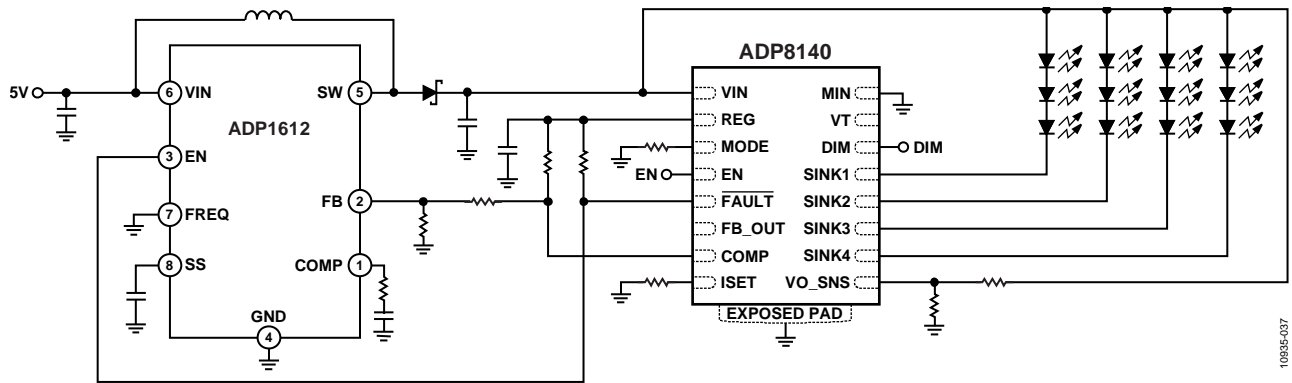 5V
6 VIN
SW 5
ADP1612
3 EN
FB 2
7 FREQ
8 SS
COMP 1
GND
4
ADP8140
VIN
REG
MODE
EN
EN
FAULT
FB_OUT
COMP
ISET
MIN
VT
DIM
DIM
SINK1
SINK2
SINK3
SINK4
VO_SNS
EXPOSED PAD
10935-037